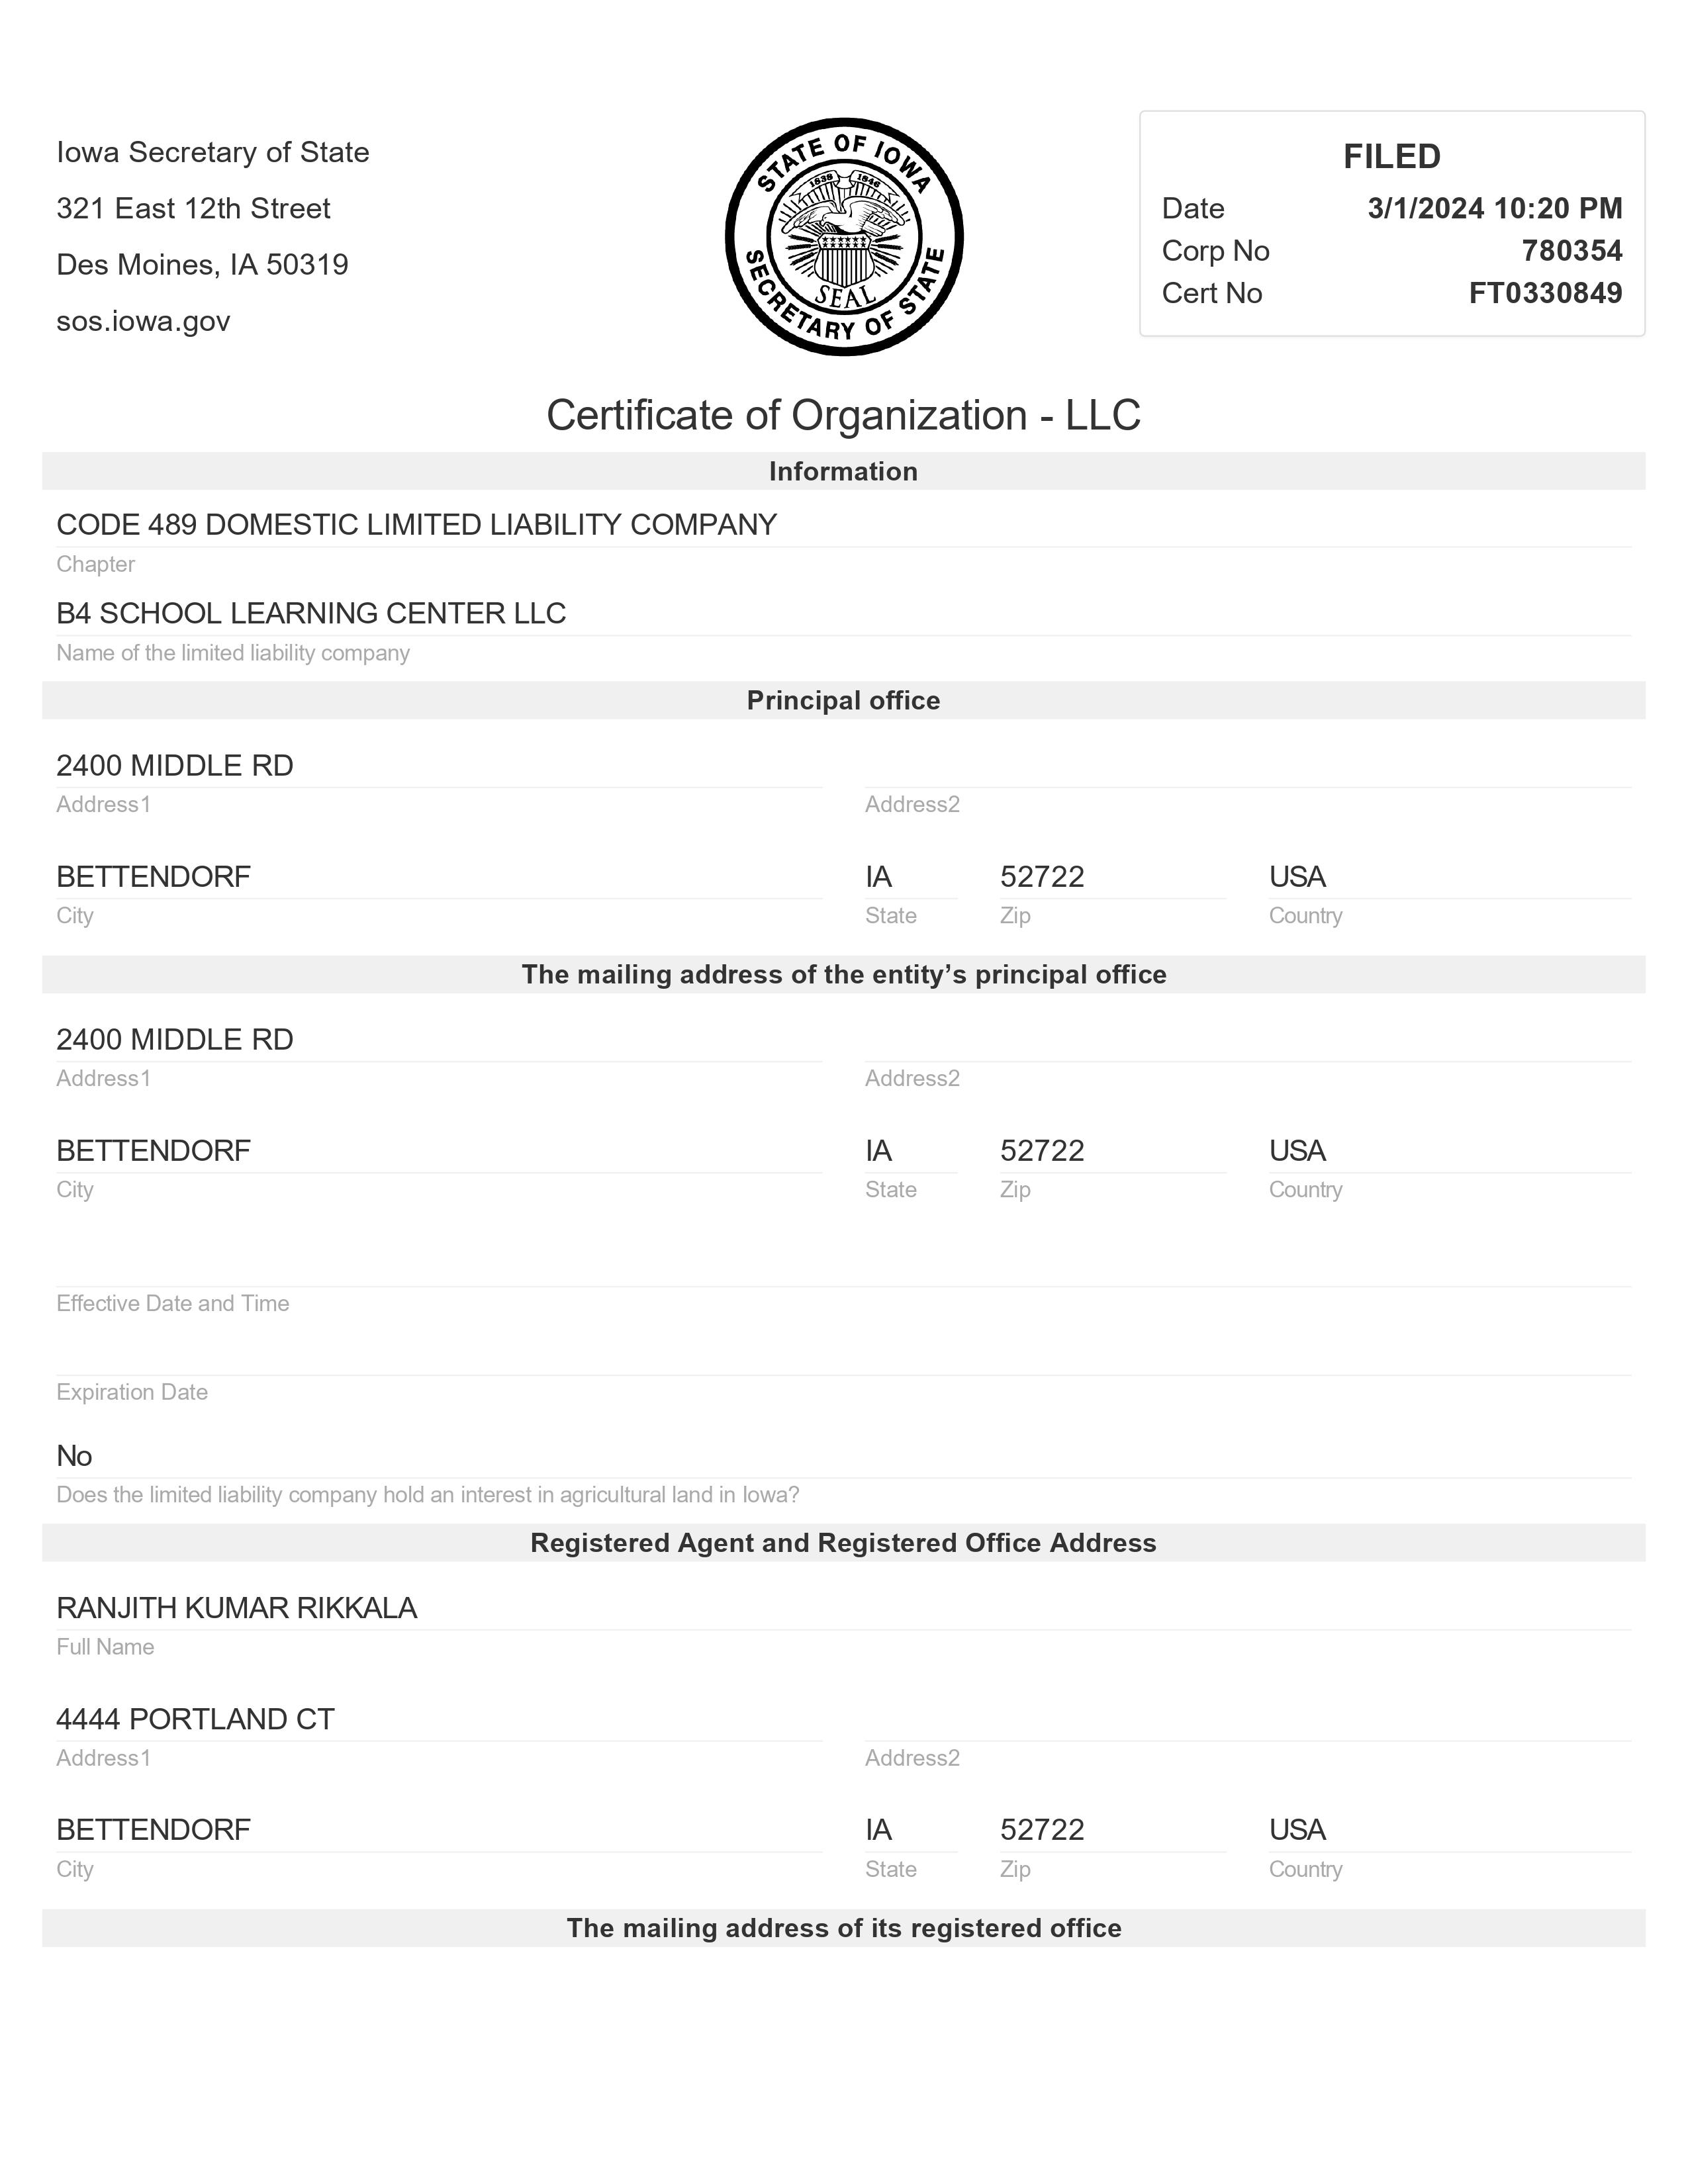 Iowa Secretary of State
321 East 12th Street
Des Moines, IA 50319
sos.iowa.gov
STATE OF IOWA
1838 1846
SEAL
SECRETARY OF STATE
FILED
Date 3/1/2024 10:20 PM
Corp No 780354
Cert No FT0330849
Certificate of Organization - LLC
Information
CODE 489 DOMESTIC LIMITED LIABILITY COMPANY
Chapter
B4 SCHOOL LEARNING CENTER LLC
Name of the limited liability company
Principal office
2400 MIDDLE RD
Address1 Address2
BETTENDORF IA 52722 USA
City State Zip Country
The mailing address of the entity’s principal office
2400 MIDDLE RD
Address1 Address2
BETTENDORF IA 52722 USA
City State Zip Country
Effective Date and Time
Expiration Date
No
Does the limited liability company hold an interest in agricultural land in Iowa?
Registered Agent and Registered Office Address
RANJITH KUMAR RIKKALA
Full Name
4444 PORTLAND CT
Address1 Address2
BETTENDORF IA 52722 USA
City State Zip Country
The mailing address of its registered office